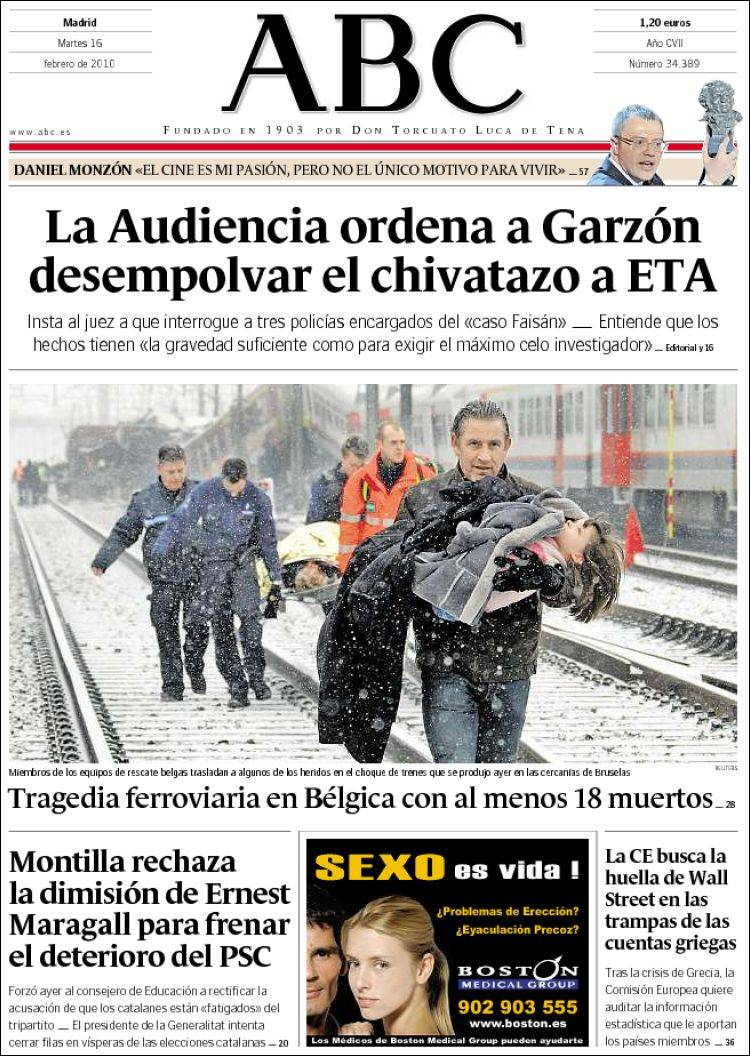 Madrid
Martes 16
febrero de 2010
www.abc.es
ABC
FUNDADO EN 1903 POR DON TORCUATO LUCA DE TENA
1,20 euros
Año CVII
Número 34.389
DANIEL MONZÓN «EL CINE ES MI PASIÓN, PERO NO EL ÚNICO MOTIVO PARA VIVIR» — 57
La Audiencia ordena a Garzón
desempolvar el chivatazo a ETA
Insta al juez a que interrogue a tres policías encargados del «caso Faisán» — Entiende que los
hechos tienen «la gravedad suficiente como para exigir el máximo celo investigador» — Editorial y 16
REUTERS
Miembros de los equipos de rescate belgas trasladan a algunos de los heridos en el choque de trenes que se produjo ayer en las cercanías de Bruselas
Tragedia ferroviaria en Bélgica con al menos 18 muertos — 28
Montilla rechaza
la dimisión de Ernest
Maragall para frenar
el deterioro del PSC
Forzó ayer al consejero de Educación a rectificar la
acusación de que los catalanes están «fatigados» del
tripartito — El presidente de la Generalitat intenta
cerrar filas en vísperas de las elecciones catalanas — 20
SEXO es vida !
¿Problemas de Erección?
¿Eyaculación Precoz?
BOSTON
MEDICAL GROUP
902 903 555
www.boston.es
Los Médicos de Boston Medical Group pueden ayudarte
La CE busca la
huella de Wall
Street en las
trampas de las
cuentas griegas
Tras la crisis de Grecia, la
Comisión Europea quiere
auditar la información
estadística que le aportan
los países miembros — 36